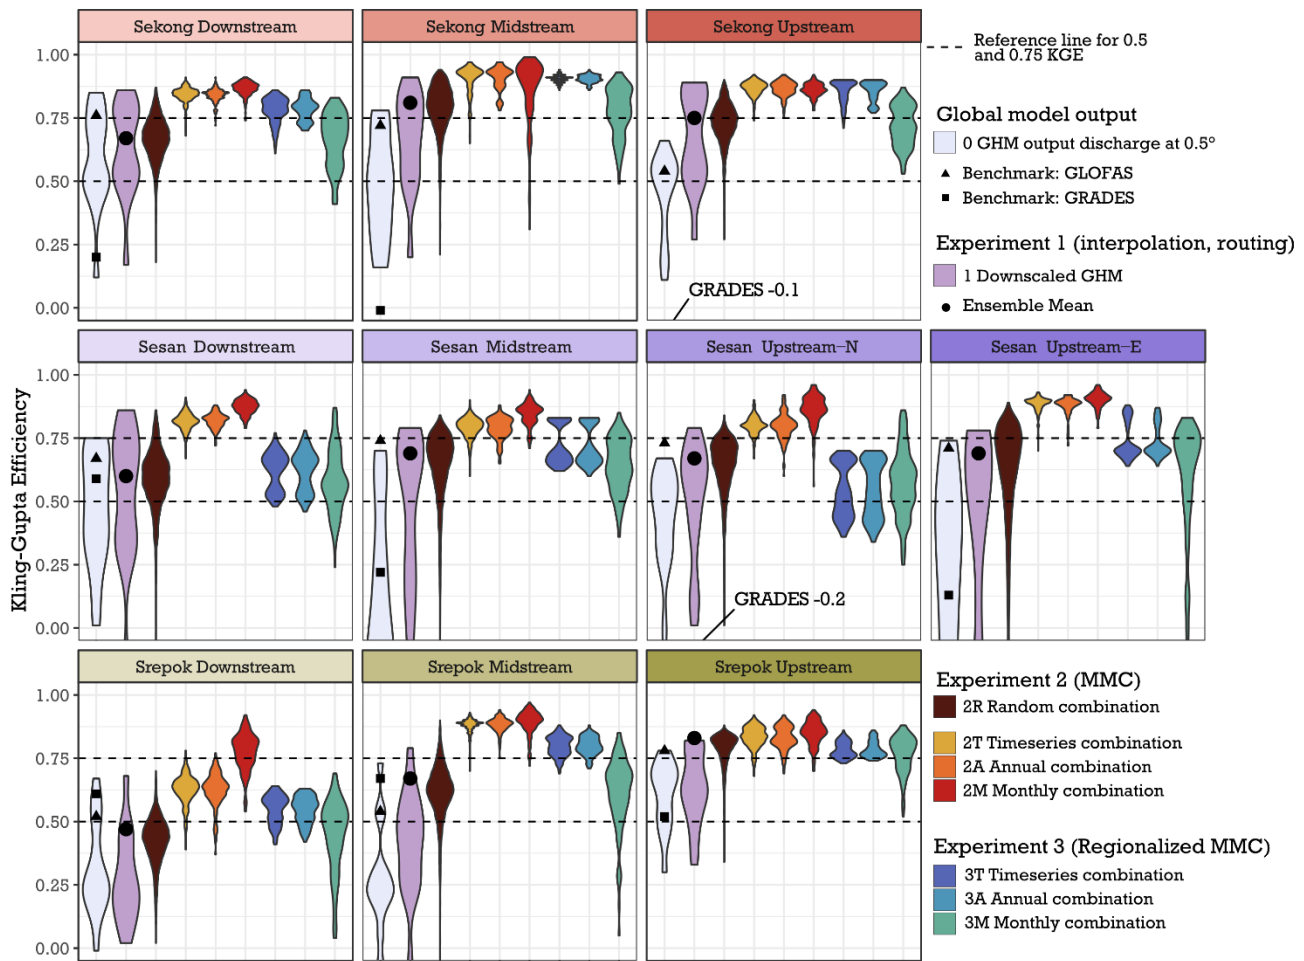 Sekong Downstream
Sekong Midstream
Sekong Upstream
Reference line for 0.5
and 0.75 KGE
1.00
0.75
0.50
0.25
0.00
Global model output
0 GHM output discharge at 0.5°
Benchmark: GLOFAS
Benchmark: GRADES
Experiment 1 (interpolation, routing)
1 Downscaled GHM
Ensemble Mean
GRADES -0.1
Kling-Gupta Efficiency
Sesan Downstream
Sesan Midstream
Sesan Upstream-N
Sesan Upstream-E
1.00
0.75
0.50
0.25
0.00
GRADES -0.2
Srepok Downstream
Srepok Midstream
Srepok Upstream
1.00
0.75
0.50
0.25
0.00
Experiment 2 (MMC)
2R Random combination
2T Timeseries combination
2A Annual combination
2M Monthly combination
Experiment 3 (Regionalized MMC)
3T Timeseries combination
3A Annual combination
3M Monthly combination